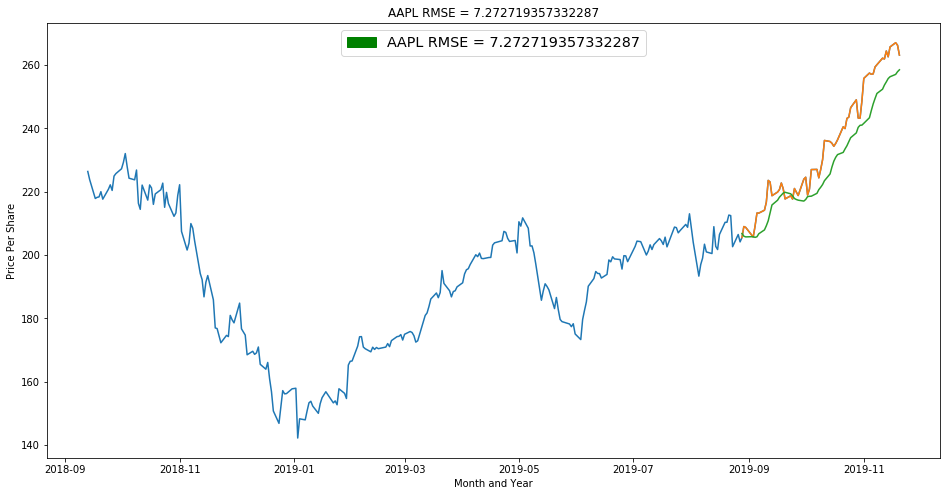 AAPL RMSE = 7.272719357332287
AAPL RMSE = 7.272719357332287
260
240
220
200
180
160
140
Price Per Share
2018-09 2018-11 2019-01 2019-03 2019-05 2019-07 2019-09 2019-11
Month and Year